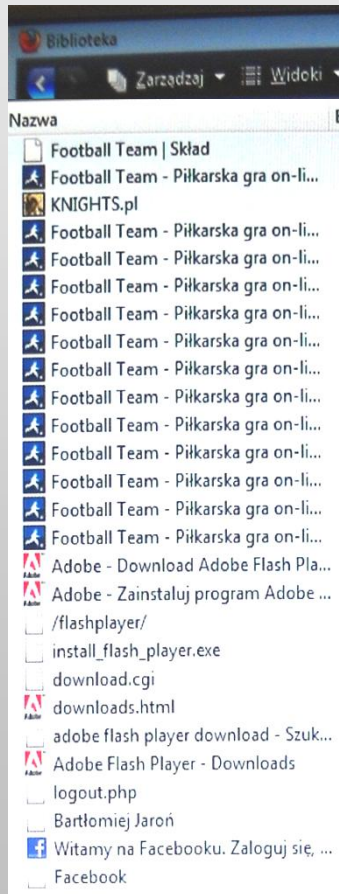 Biblioteka
Zarządzaj Widoki
Nazwa
Football Team | Skład
Football Team - Piłkarska gra on-li...
KNIGHTS.pl
Football Team - Piłkarska gra on-li...
Football Team - Piłkarska gra on-li...
Football Team - Piłkarska gra on-li...
Football Team - Piłkarska gra on-li...
Football Team - Piłkarska gra on-li...
Football Team - Piłkarska gra on-li...
Football Team - Piłkarska gra on-li...
Football Team - Piłkarska gra on-li...
Football Team - Piłkarska gra on-li...
Football Team - Piłkarska gra on-li...
Football Team - Piłkarska gra on-li...
Football Team - Piłkarska gra on-li...
Adobe - Download Adobe Flash Pla...
Adobe - Zainstaluj program Adobe ...
/flashplayer/
install_flash_player.exe
download.cgi
downloads.html
adobe flash player download - Szuk...
Adobe Flash Player - Downloads
logout.php
Bartłomiej Jaroń
Witamy na Facebooku. Zaloguj się, ...
Facebook